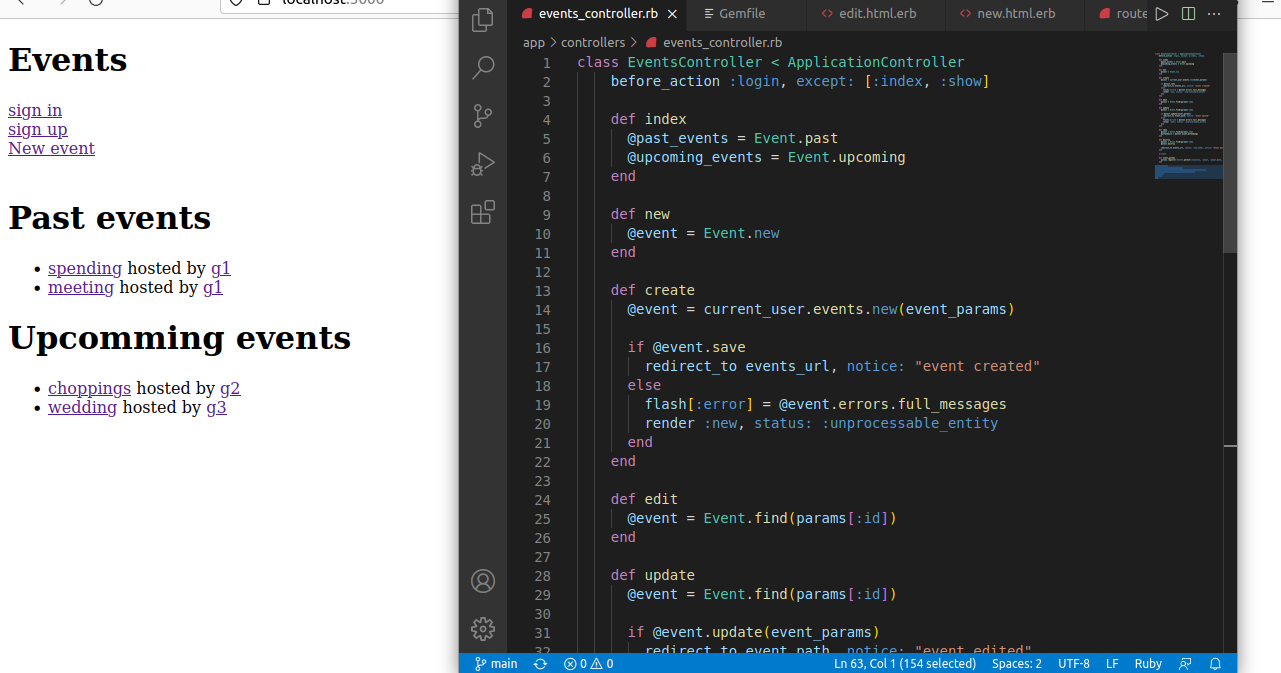 localhost:3000
Events
sign in
sign up
New event
Past events
spending hosted by g1
meeting hosted by g1
Upcomming events
choppings hosted by g2
wedding hosted by g3
events_controller.rb
Gemfile
edit.html.erb
new.html.erb
route
app > controllers > events_controller.rb
1 class EventsController < ApplicationController
2 before_action :login, except: [:index, :show]
3
4 def index
5 @past_events = Event.past
6 @upcoming_events = Event.upcoming
7 end
8
9 def new
10 @event = Event.new
11 end
12
13 def create
14 @event = current_user.events.new(event_params)
15
16 if @event.save
17 redirect_to events_url, notice: "event created"
18 else
19 flash[:error] = @event.errors.full_messages
20 render :new, status: :unprocessable_entity
21 end
22 end
23
24 def edit
25 @event = Event.find(params[:id])
26 end
27
28 def update
29 @event = Event.find(params[:id])
30
31 if @event.update(event_params)
32 redirect_to event_path, notice: "event edited"
main 0 0 Ln 63, Col 1 (154 selected) Spaces: 2 UTF-8 LF Ruby